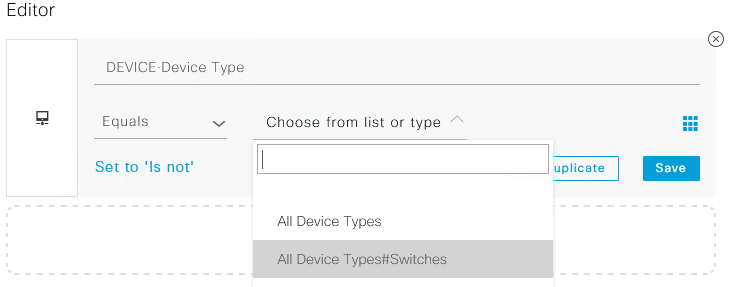 Editor
DEVICE·Device Type
Equals
Choose from list or type
Set to 'Is not'
uplicate
Save
All Device Types
All Device Types#Switches